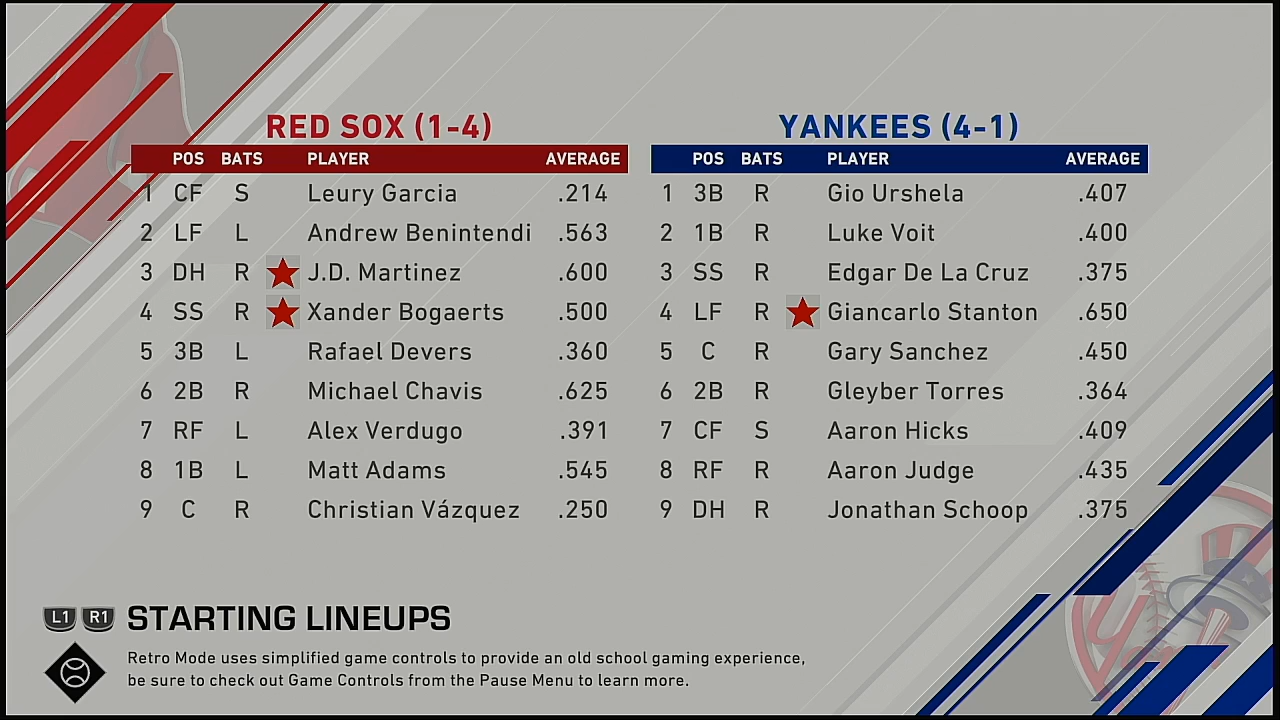 RED SOX (1-4)
POS BATS PLAYER AVERAGE
1 CF S Leury Garcia .214
2 LF L Andrew Benintendi .563
3 DH R J.D. Martinez .600
4 SS R Xander Bogaerts .500
5 3B L Rafael Devers .360
6 2B R Michael Chavis .625
7 RF L Alex Verdugo .391
8 1B L Matt Adams .545
9 C R Christian Vázquez .250
YANKEES (4-1)
POS BATS PLAYER AVERAGE
1 3B R Gio Urshela .407
2 1B R Luke Voit .400
3 SS R Edgar De La Cruz .375
4 LF R Giancarlo Stanton .650
5 C R Gary Sanchez .450
6 2B R Gleyber Torres .364
7 CF S Aaron Hicks .409
8 RF R Aaron Judge .435
9 DH R Jonathan Schoop .375
L1 R1 STARTING LINEUPS
Retro Mode uses simplified game controls to provide an old school gaming experience,
be sure to check out Game Controls from the Pause Menu to learn more.